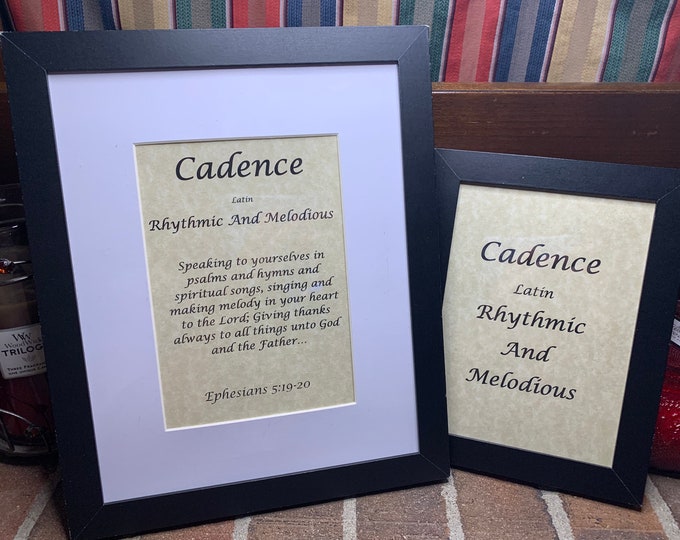 Cadence
Latin
Rhythmic And Melodious
Speaking to yourselves in
psalms and hymns and
spiritual songs, singing and
making melody in your heart
to the Lord; Giving thanks
always to all things unto God
and the Father...
Ephesians 5:19-20
Cadence
Latin
Rhythmic
And
Melodious
W
TRILOG